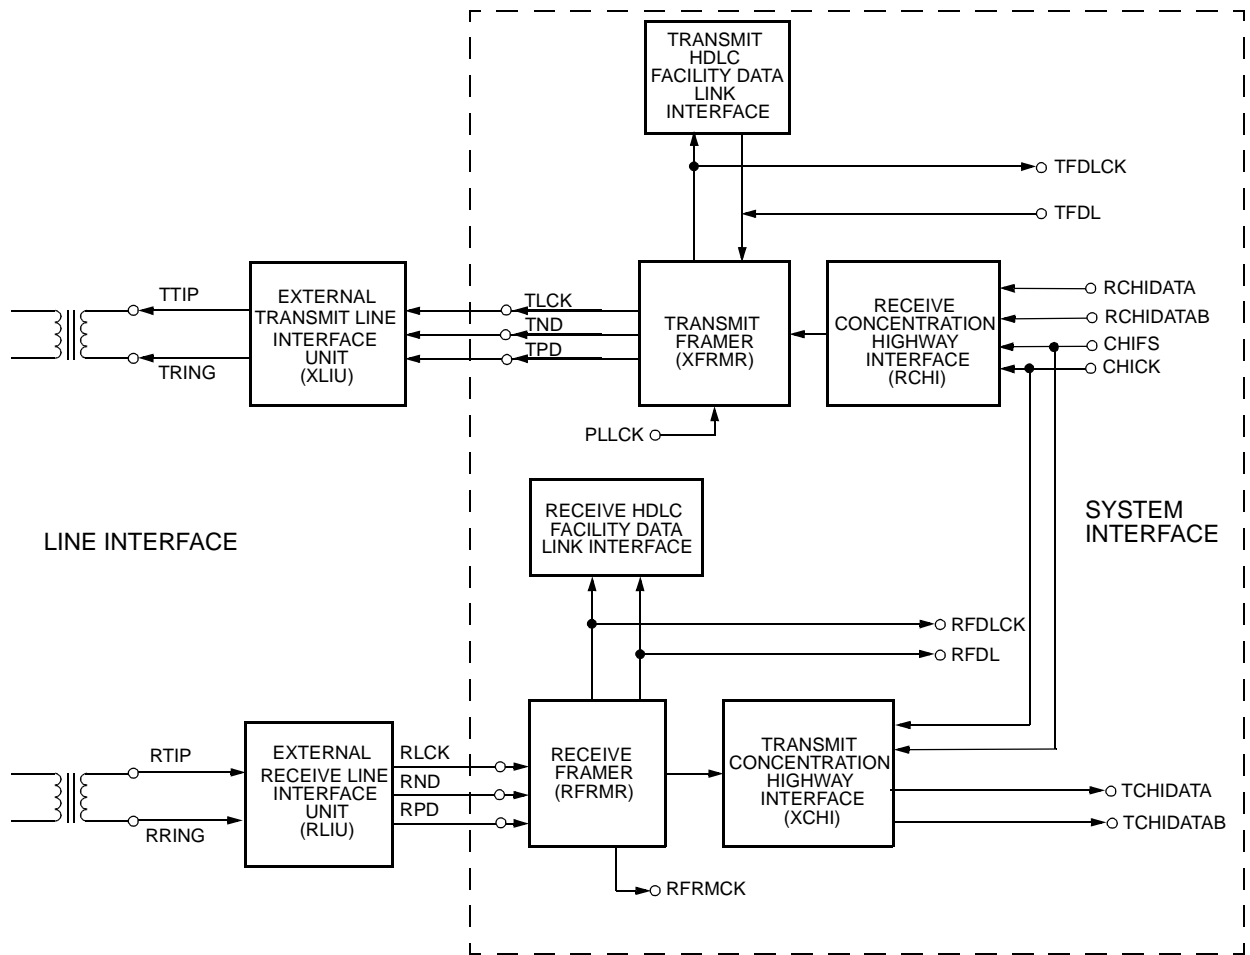 TRANSMIT
HDLC
FACILITY DATA
LINK
INTERFACE
TFDLCK
TFDL
TTIP
TRING
EXTERNAL
TRANSMIT LINE
INTERFACE
UNIT
(XLIU)
TLCK
TND
TPD
TRANSMIT
FRAMER
(XFRMR)
RECEIVE
CONCENTRATION
HIGHWAY
INTERFACE
(RCHI)
RCHIDATA
RCHIDATAB
CHIFS
CHICK
PLLCK
LINE INTERFACE
RECEIVE HDLC
FACILITY DATA
LINK INTERFACE
SYSTEM
INTERFACE
RFDLCK
RFDL
RTIP
RRING
EXTERNAL
RECEIVE LINE
INTERFACE
UNIT
(RLIU)
RLCK
RND
RPD
RECEIVE
FRAMER
(RFRMR)
TRANSMIT
CONCENTRATION
HIGHWAY
INTERFACE
(XCHI)
TCHIDATA
TCHIDATAB
RFRMCK